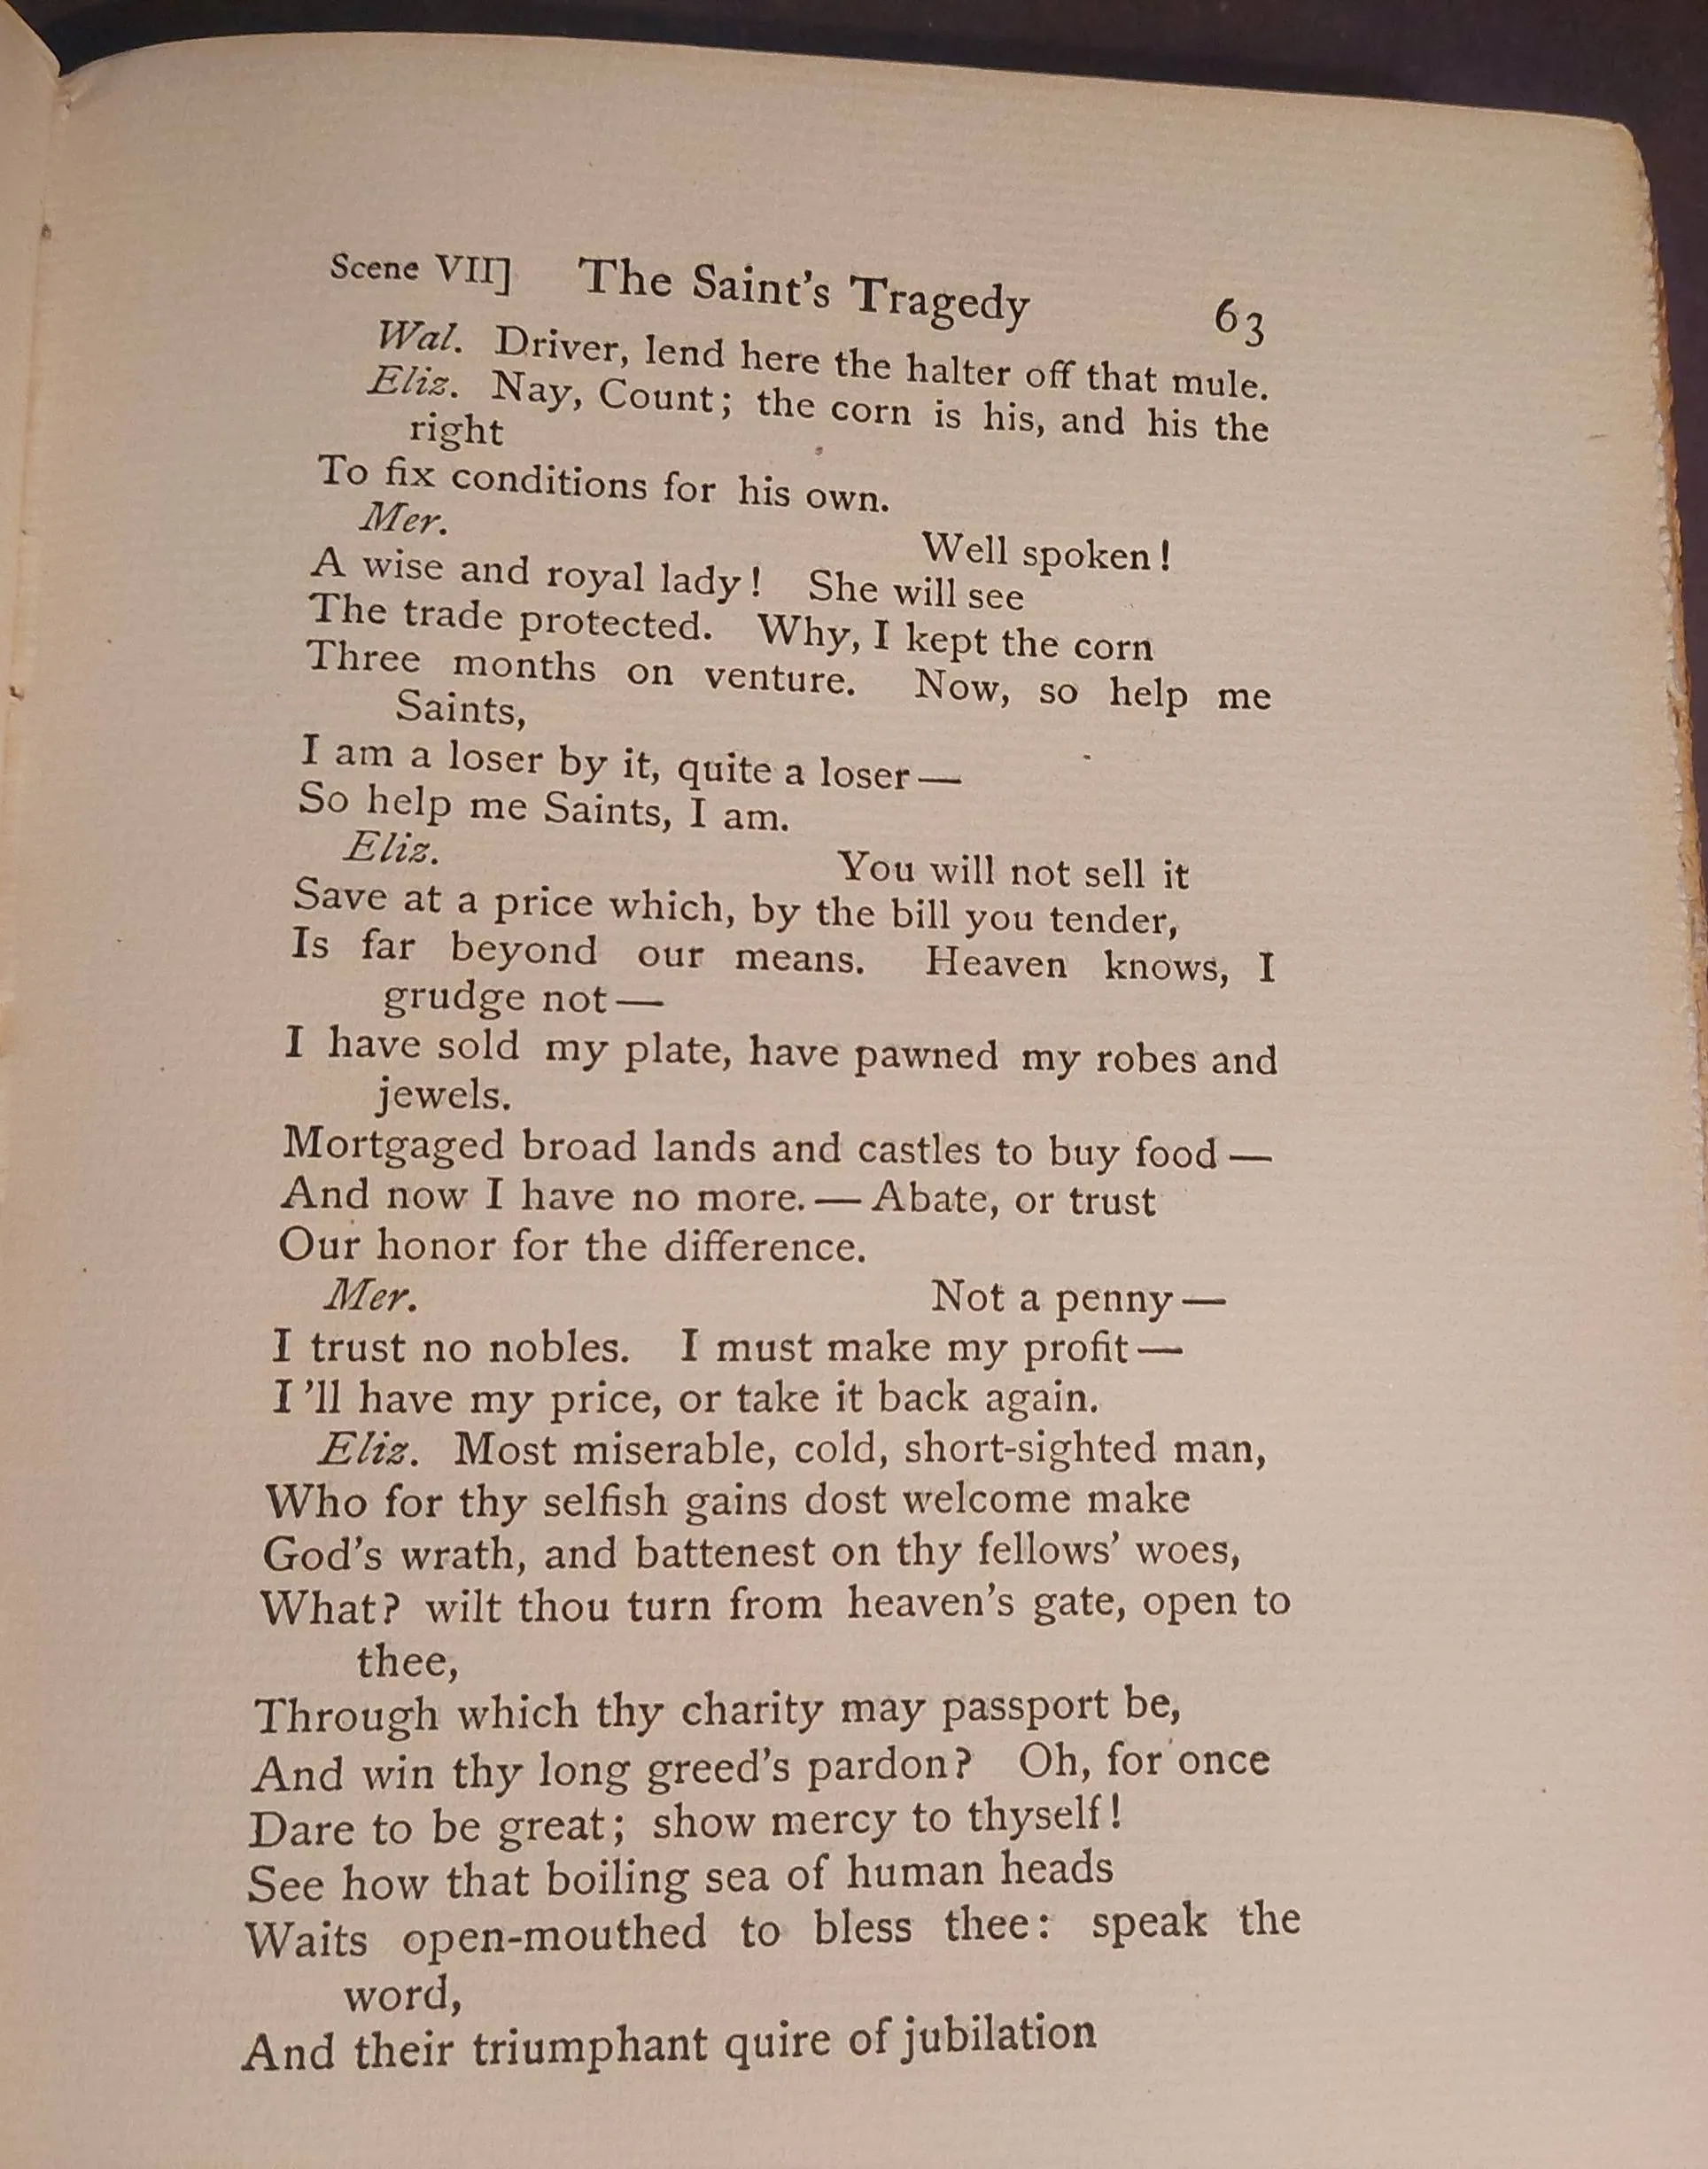 Scene VII] The Saint's Tragedy 63
Wal. Driver, lend here the halter off that mule.
Eliz. Nay, Count; the corn is his, and his the
right
To fix conditions for his own.
Mer. Well spoken!
A wise and royal lady! She will see
The trade protected. Why, I kept the corn
Three months on venture. Now, so help me
Saints,
I am a loser by it, quite a loser—
So help me Saints, I am.
Eliz. You will not sell it
Save at a price which, by the bill you tender,
Is far beyond our means. Heaven knows, I
grudge not—
I have sold my plate, have pawned my robes and
jewels.
Mortgaged broad lands and castles to buy food—
And now I have no more.—Abate, or trust
Our honor for the difference.
Mer. Not a penny—
I trust no nobles. I must make my profit—
I'll have my price, or take it back again.
Eliz. Most miserable, cold, short-sighted man,
Who for thy selfish gains dost welcome make
God's wrath, and battenest on thy fellows' woes,
What? wilt thou turn from heaven's gate, open to
thee,
Through which thy charity may passport be,
And win thy long greed's pardon? Oh, for once
Dare to be great; show mercy to thyself!
See how that boiling sea of human heads
Waits open-mouthed to bless thee: speak the
word,
And their triumphant quire of jubilation